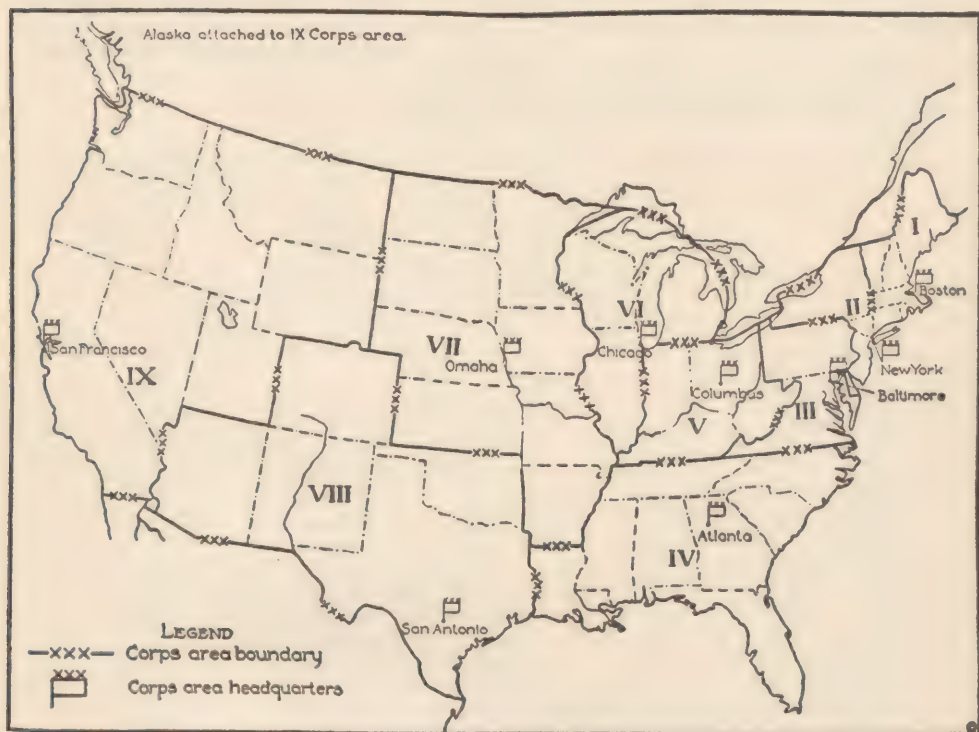 Alaska attached to IX Corps area
I
Boston
II
VI
San Francisco
VII
Omaha
Chicago
New York
IX
Columbus
Baltimore
III
V
VIII
Atlanta
IV
San Antonio
LEGEND
—XXX— Corps area boundary
XXX
Corps area headquarters